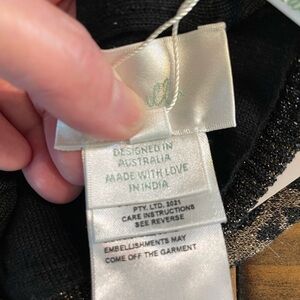 DESIGNED IN
AUSTRALIA
MADE WITH LOVE
IN INDIA
PTY. LTD. 2021
CARE INSTRUCTIONS
SEE REVERSE
EMBELLISHMENTS MAY
COME OFF THE GARMENT